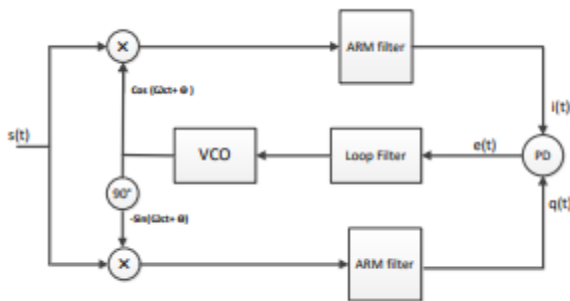 ARM filter
Cos (Ωct+ Θ )
i(t)
s(t)
VCO
Loop Filter
e(t)
PD
90°
-Sin(Ωct+ Θ)
q(t)
ARM filter